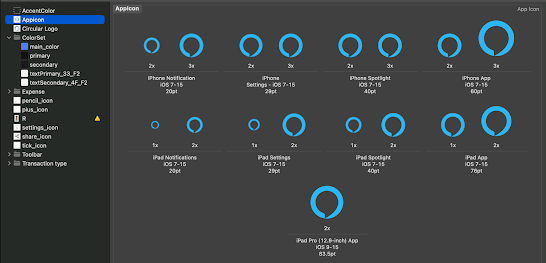 AccentColor
AppIcon
Circular Logo
ColorSet
main_color
primary
secondary
textPrimary_33_F2
textSecondary_4F_F2
Expense
pencil_icon
plus_icon
R
settings_icon
share_icon
tick_icon
Toolbar
Transaction type
AppIcon
App Icon
2x 3x 2x 3x 2x 3x 2x 3x
iPhone Notification
iOS 7-15
20pt
iPhone
Settings - iOS 7-15
29pt
iPhone Spotlight
iOS 7-15
40pt
iPhone App
iOS 7-15
60pt
1x 2x 1x 2x 1x 2x 1x 2x
iPad Notifications
iOS 7-15
20pt
iPad Settings
iOS 7-15
29pt
iPad Spotlight
iOS 7-15
40pt
iPad App
iOS 7-15
76pt
2x
iPad Pro (12.9-inch) App
iOS 9-15
83.5pt